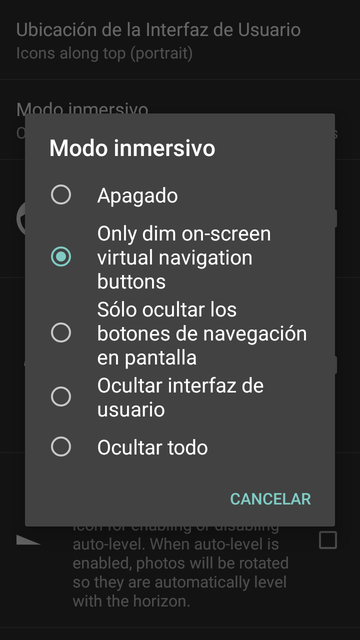 Ubicación de la Interfaz de Usuario
Icons along top (portrait)
Modo inmersivo
Modo inmersivo
Apagado
Only dim on-screen
virtual navigation
buttons
Sólo ocultar los
botones de navegación
en pantalla
Ocultar interfaz de
usuario
Ocultar todo
CANCELAR
icon for enabling or disabling
auto-level. When auto-level is
enabled, photos will be rotated
so they are automatically level
with the horizon.